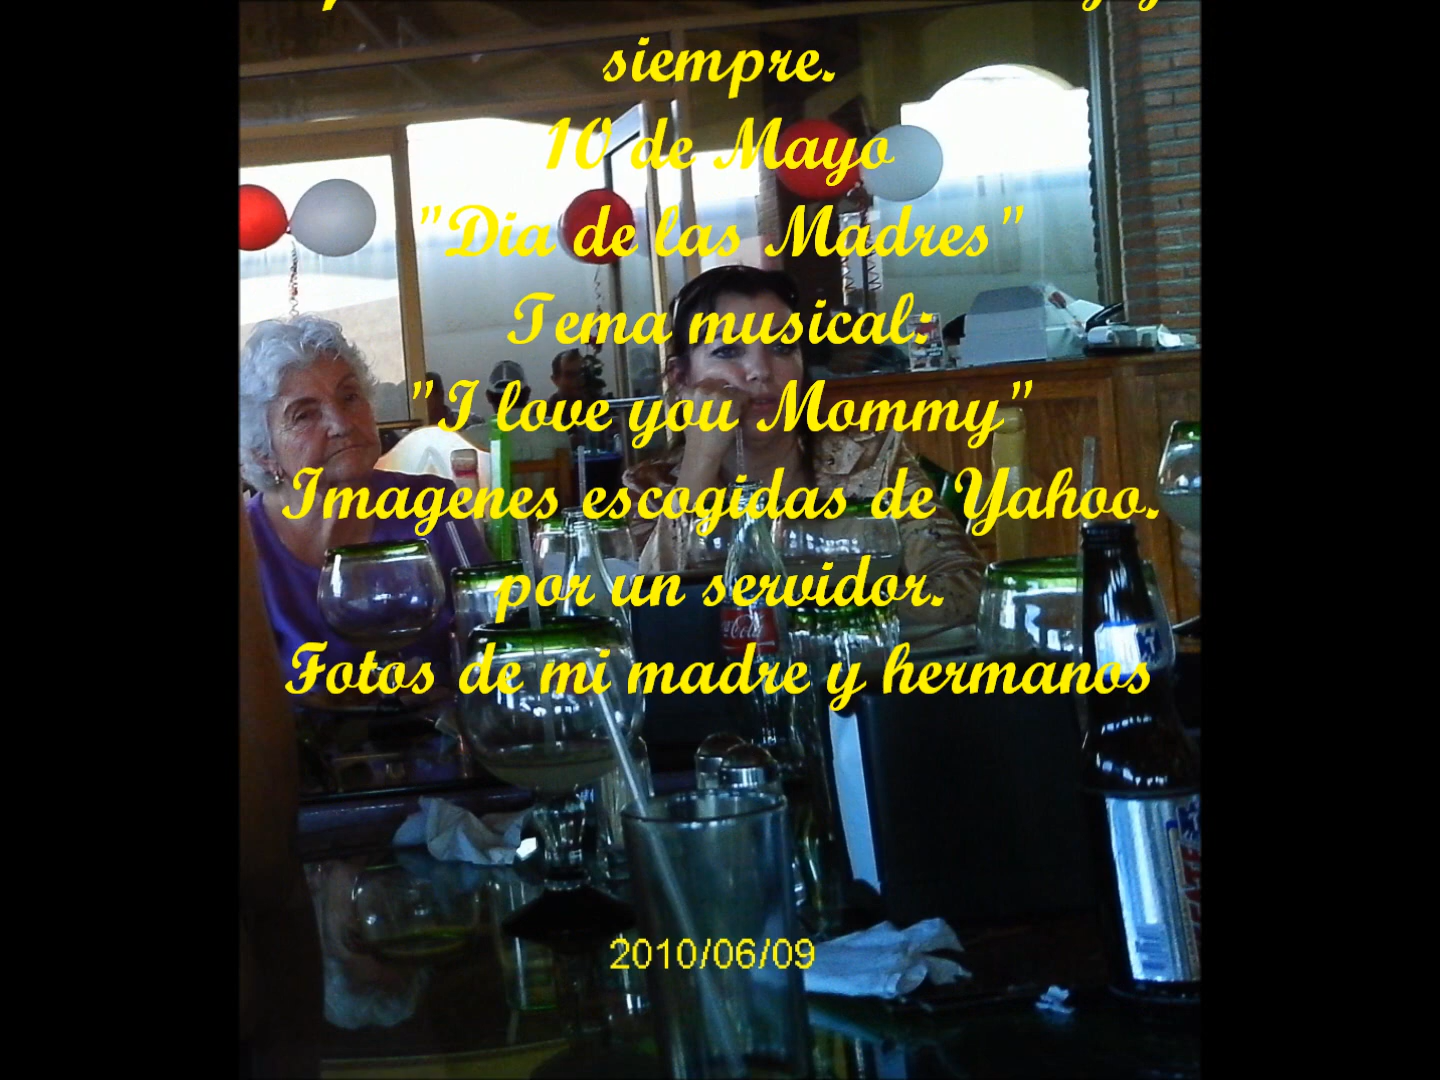 siempre.
10 de Mayo
"Dia de las Madres"
Tema musical:
"I love you Mommy"
Imagenes escogidas de Yahoo.
por un servidor.
Fotos de mi madre y hermanos
Cola
2010/06/09